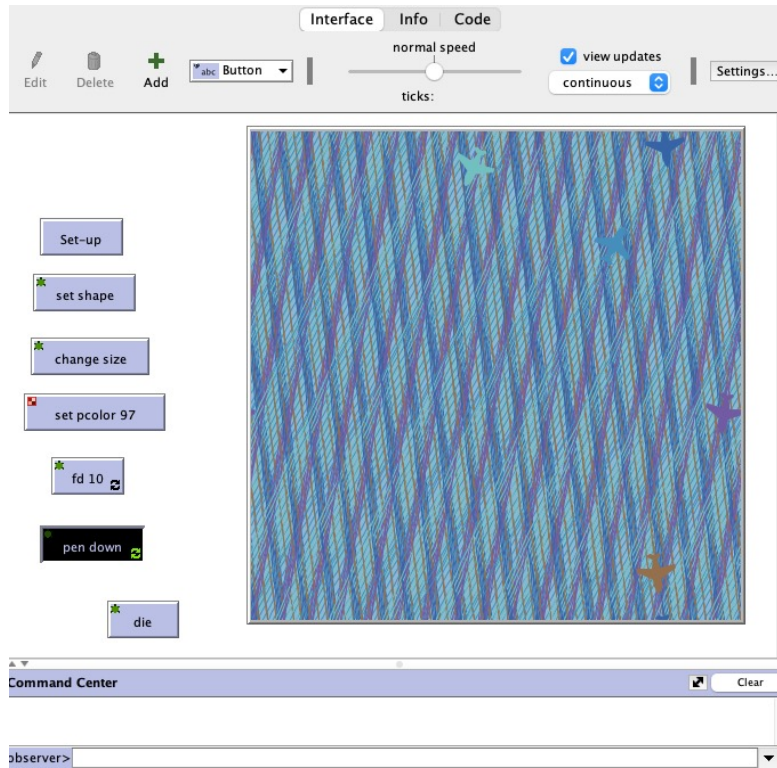 Interface Info Code
Edit Delete Add abc Button normal speed view updates Settings...
continuous
ticks:
Set-up
set shape
change size
set pcolor 97
fd 10
pen down
die
Command Center Clear
observer>